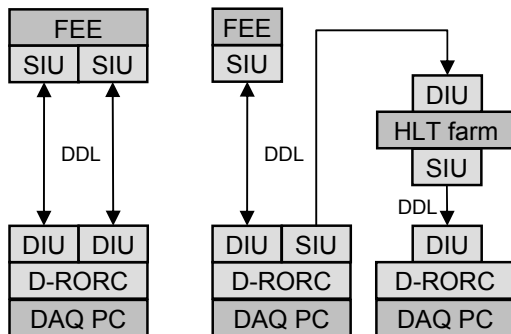 FEE
SIU SIU
DDL
DIU DIU
D-RORC
DAQ PC
FEE
SIU
DDL
DIU SIU
D-RORC
DAQ PC
DIU
HLT farm
SIU
DDL
DIU
D-RORC
DAQ PC